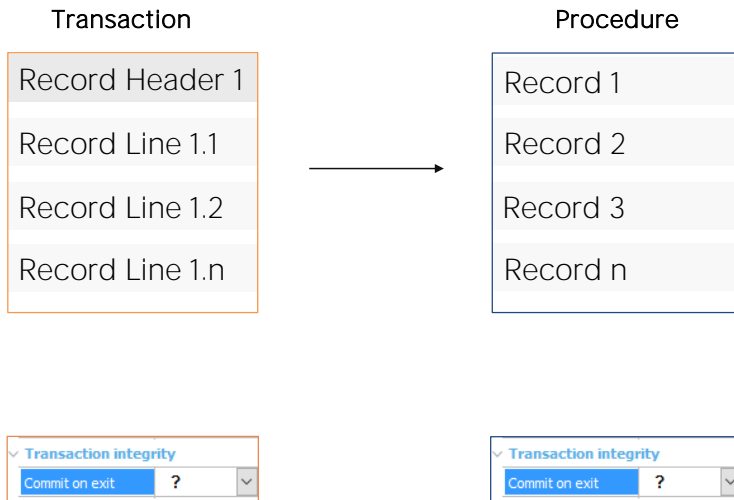 Transaction
Record Header 1
Record Line 1.1
Record Line 1.2
Record Line 1.n
Procedure
Record 1
Record 2
Record 3
Record n
Transaction integrity
Commit on exit ?
Transaction integrity
Commit on exit ?